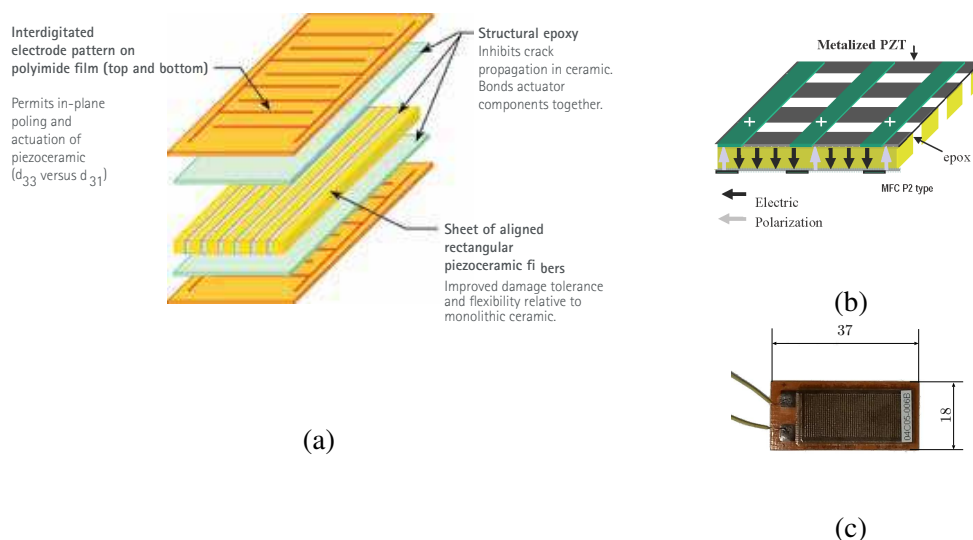 Interdigitated
electrode pattern on
polyimide film (top and bottom)
Permits in-plane
poling and
actuation of
piezoceramic
(d33 versus d31)
Structural epoxy
Inhibits crack
propagation in ceramic.
Bonds actuator
components together.
Sheet of aligned
rectangular
piezoceramic fi bers
Improved damage tolerance
and flexibility relative to
monolithic ceramic.
(a)
Metalized PZT
+ + +
epox
MFC P2 type
Electric
Polarization
(b)
37
18
04C05-006B
(c)